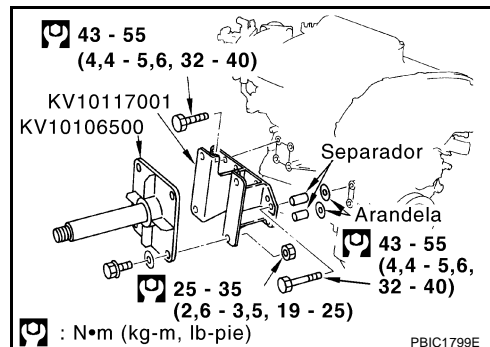 43 - 55
(4,4 - 5,6, 32 - 40)
KV10117001
KV10106500
Separador
Arandela
43 - 55
(4,4 - 5,6,
32 - 40)
25 - 35
(2,6 - 3,5, 19 - 25)
: N•m (kg-m, lb-pie)
PBIC1799E